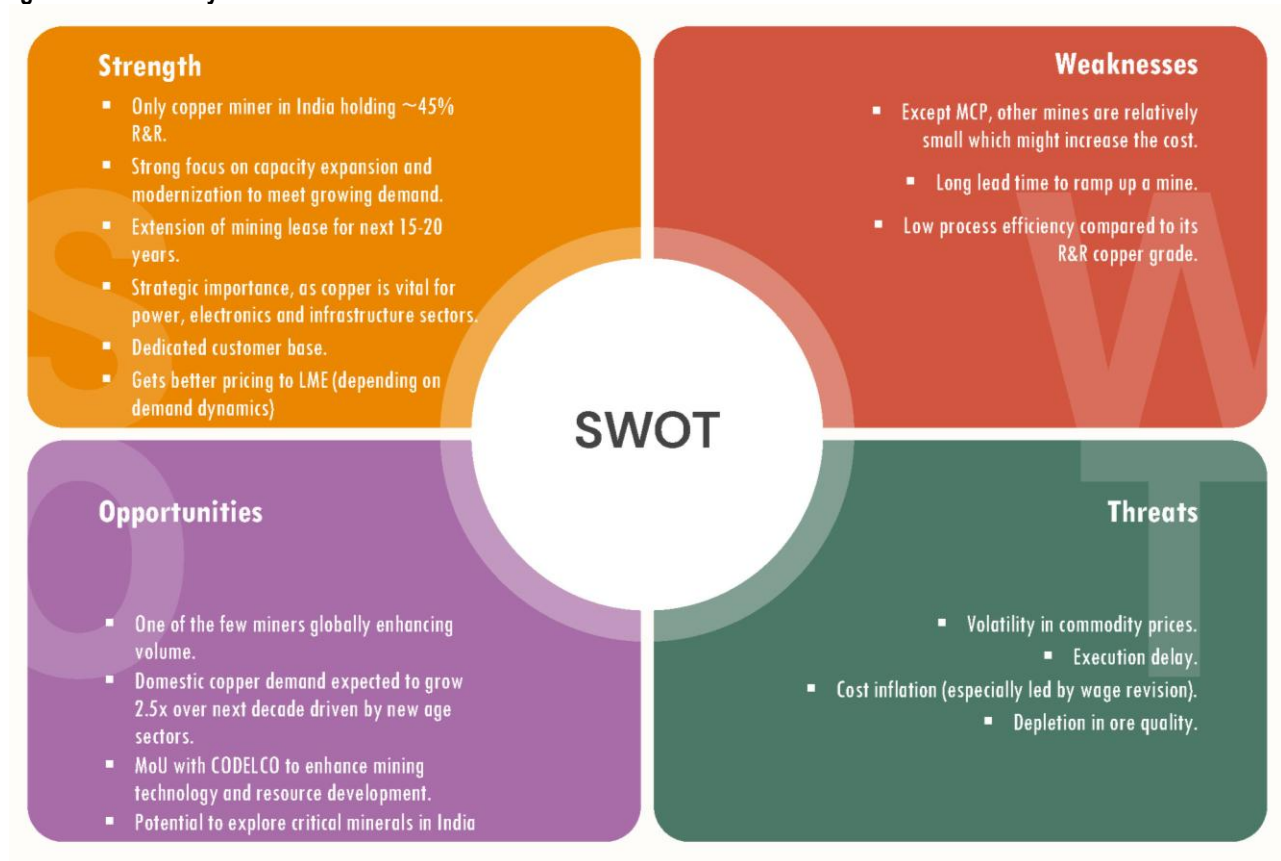 Strength
▪ Only copper miner in India holding ~45%
R&R.
▪ Strong focus on capacity expansion and
modernization to meet growing demand.
▪ Extension of mining lease for next 15-20
years.
▪ Strategic importance, as copper is vital for
power, electronics and infrastructure sectors.
▪ Dedicated customer base.
▪ Gets better pricing to LME (depending on
demand dynamics)
S
Weaknesses
▪ Except MCP, other mines are relatively
small which might increase the cost.
▪ Long lead time to ramp up a mine.
▪ Low process efficiency compared to its
R&R copper grade.
W
SWOT
Opportunities
▪ One of the few miners globally enhancing
volume.
▪ Domestic copper demand expected to grow
2.5x over next decade driven by new age
sectors.
▪ MoU with CODELCO to enhance mining
technology and resource development.
▪ Potential to explore critical minerals in India
O
Threats
▪ Volatility in commodity prices.
▪ Execution delay.
▪ Cost inflation (especially led by wage revision).
▪ Depletion in ore quality.
T